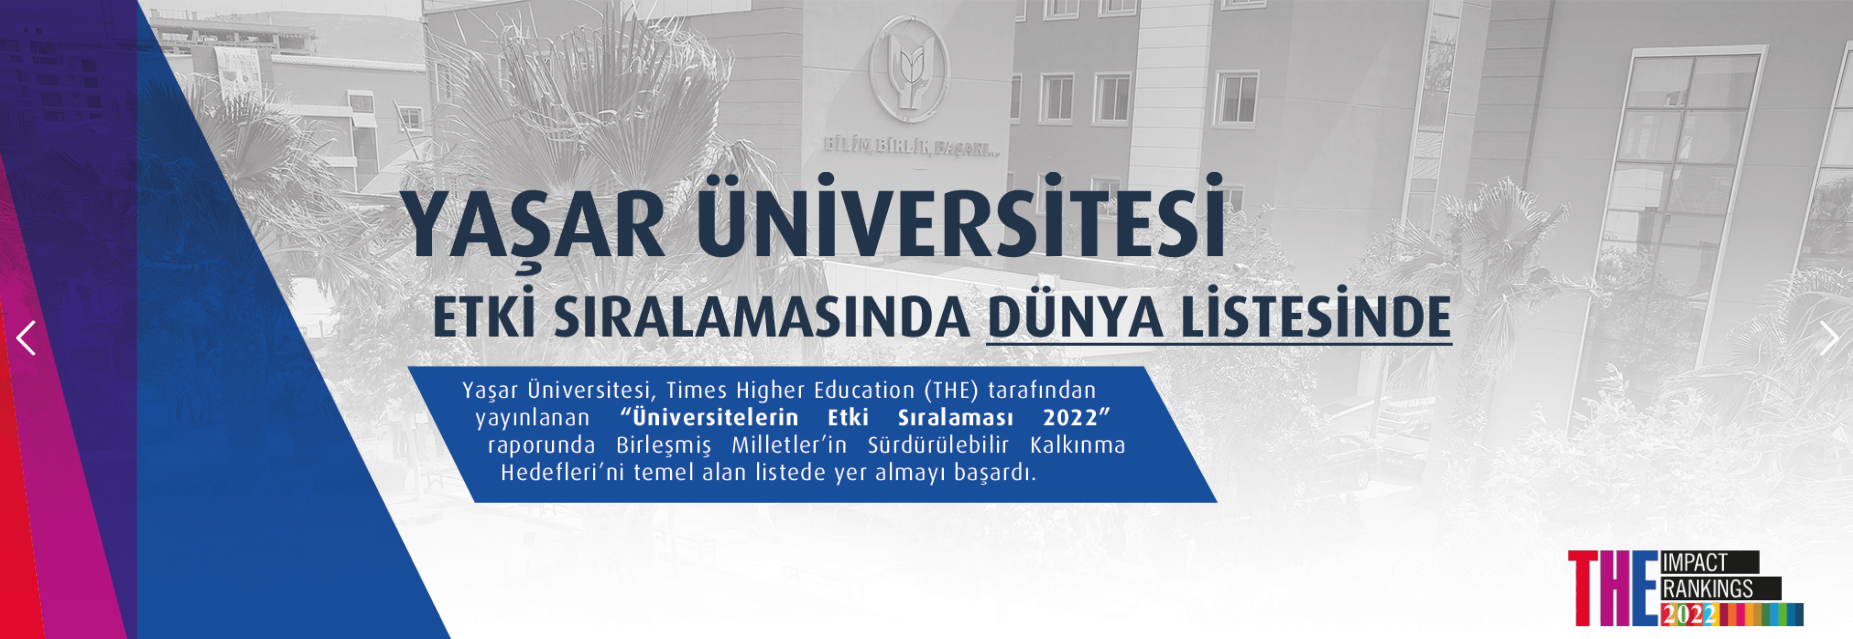 BİLİM, BİRLİK, BAŞARI...
YAŞAR ÜNİVERSİTESİ
ETKİ SIRALAMASINDA DÜNYA LİSTESİNDE
Yaşar Üniversitesi, Times Higher Education (THE) tarafından
yayınlanan “Üniversitelerin Etki Sıralaması 2022”
raporunda Birleşmiş Milletler’in Sürdürülebilir Kalkınma
Hedefleri’ni temel alan listede yer almayı başardı.
THE IMPACT
RANKINGS
2022